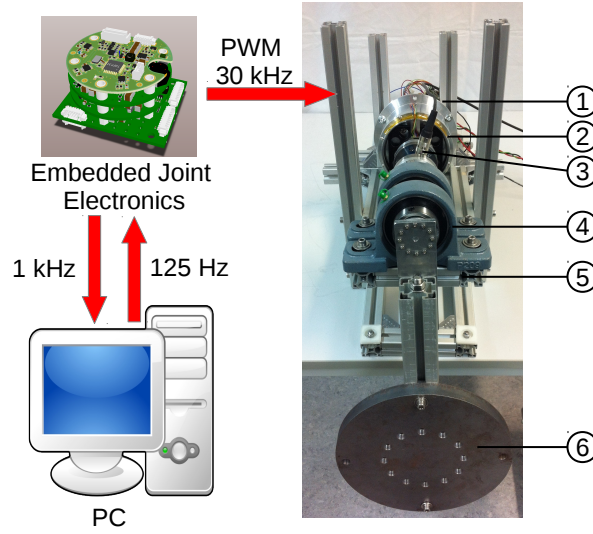 PWM
30 kHz
Embedded Joint
Electronics
1 kHz
125 Hz
PC
1
2
3
4
5
6